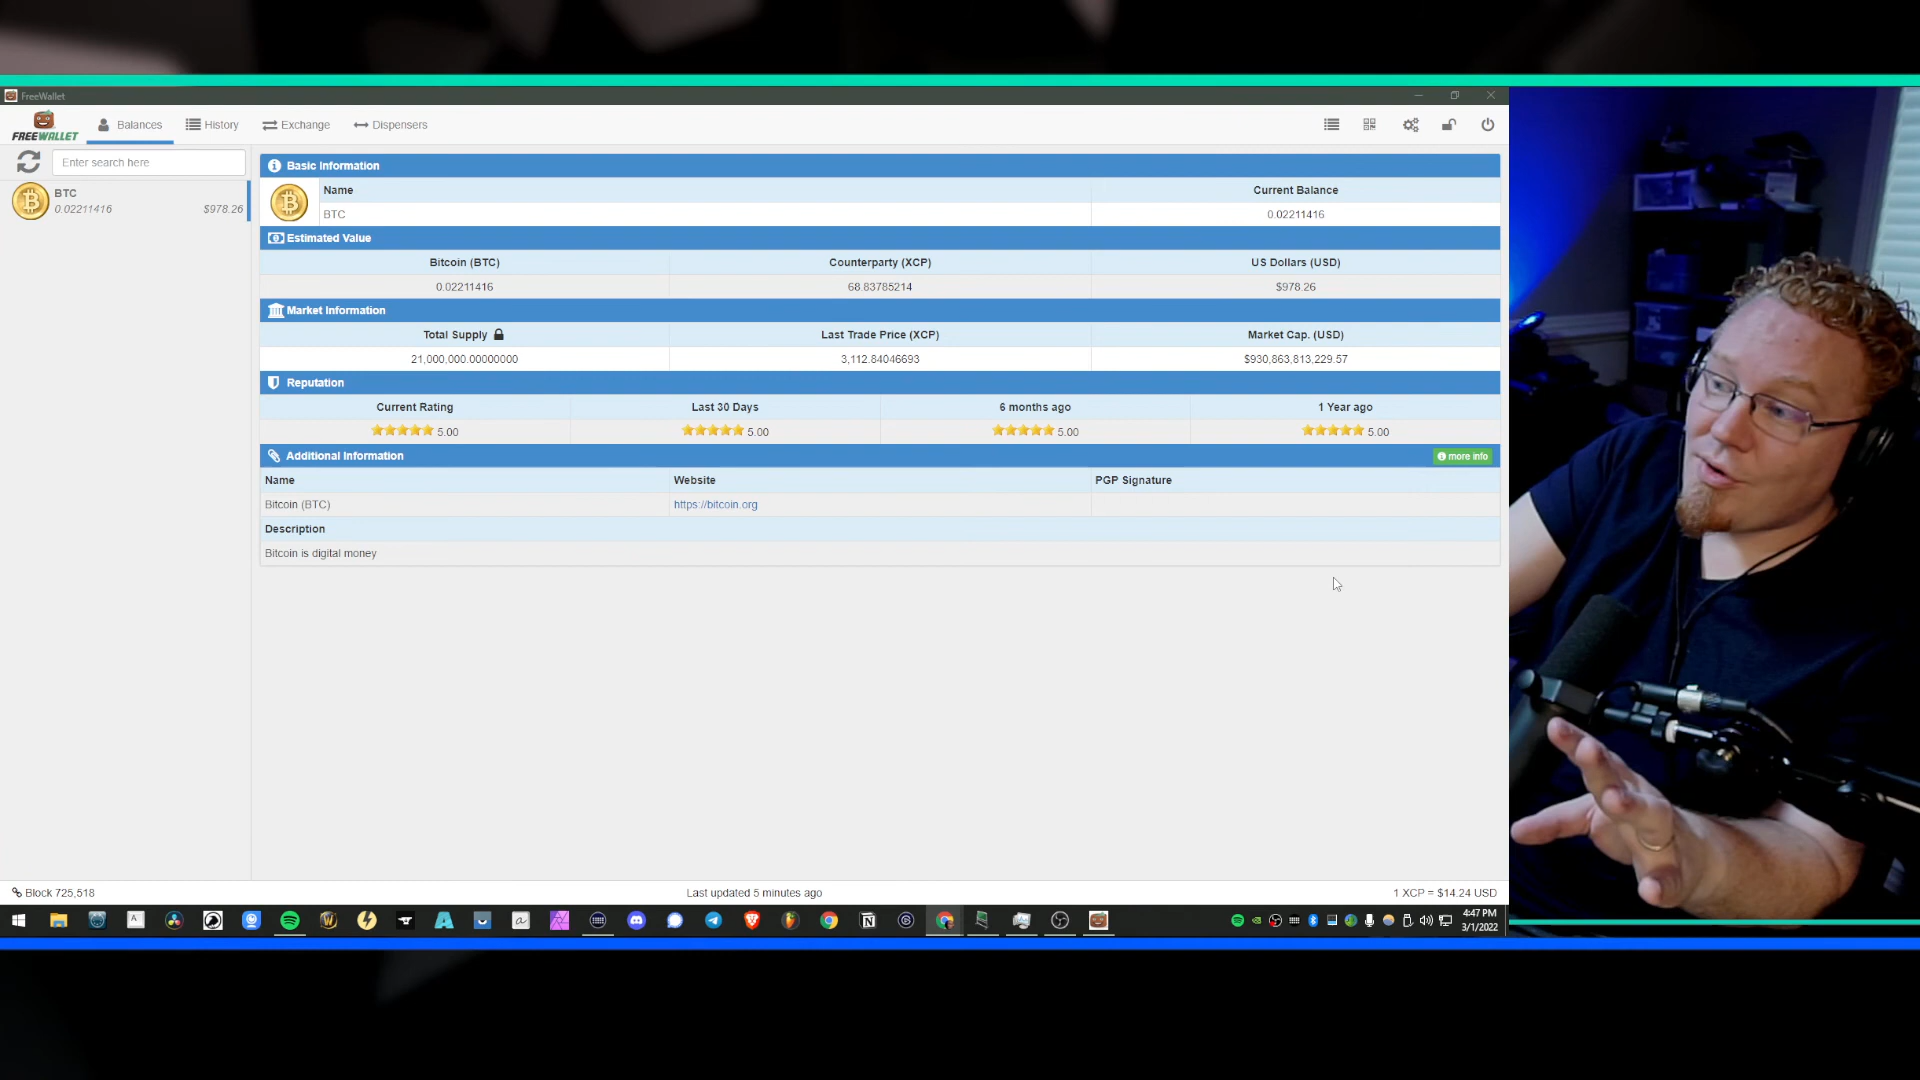 FreeWallet
FREEWALLET Balances History Exchange Dispensers
Enter search here
BTC
0.02211416 $978.26
Basic Information
Name Current Balance
BTC 0.02211416
Estimated Value
Bitcoin (BTC) Counterparty (XCP) US Dollars (USD)
0.02211416 68.83785214 $978.26
Market Information
Total Supply Last Trade Price (XCP) Market Cap. (USD)
21,000,000.00000000 3,112.84046693 $930,863,813,229.57
Reputation
Current Rating Last 30 Days 6 months ago 1 Year ago
5.00 5.00 5.00 5.00
Additional Information more info
Name Website PGP Signature
Bitcoin (BTC) https://bitcoin.org
Description
Bitcoin is digital money
Block 725,518 Last updated 5 minutes ago 1 XCP = $14.24 USD
4:47 PM
3/1/2022